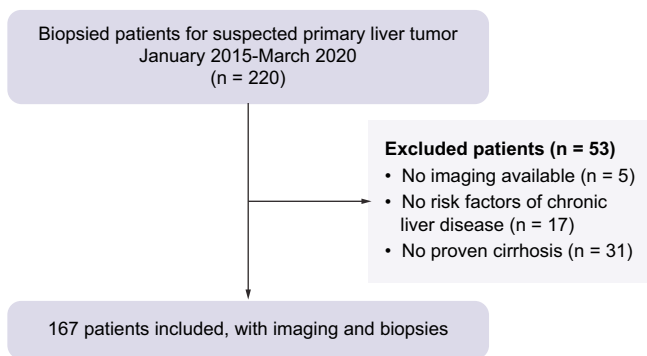 Biopsied patients for suspected primary liver tumor
January 2015-March 2020
(n = 220)
Excluded patients (n = 53)
• No imaging available (n = 5)
• No risk factors of chronic
liver disease (n = 17)
• No proven cirrhosis (n = 31)
167 patients included, with imaging and biopsies